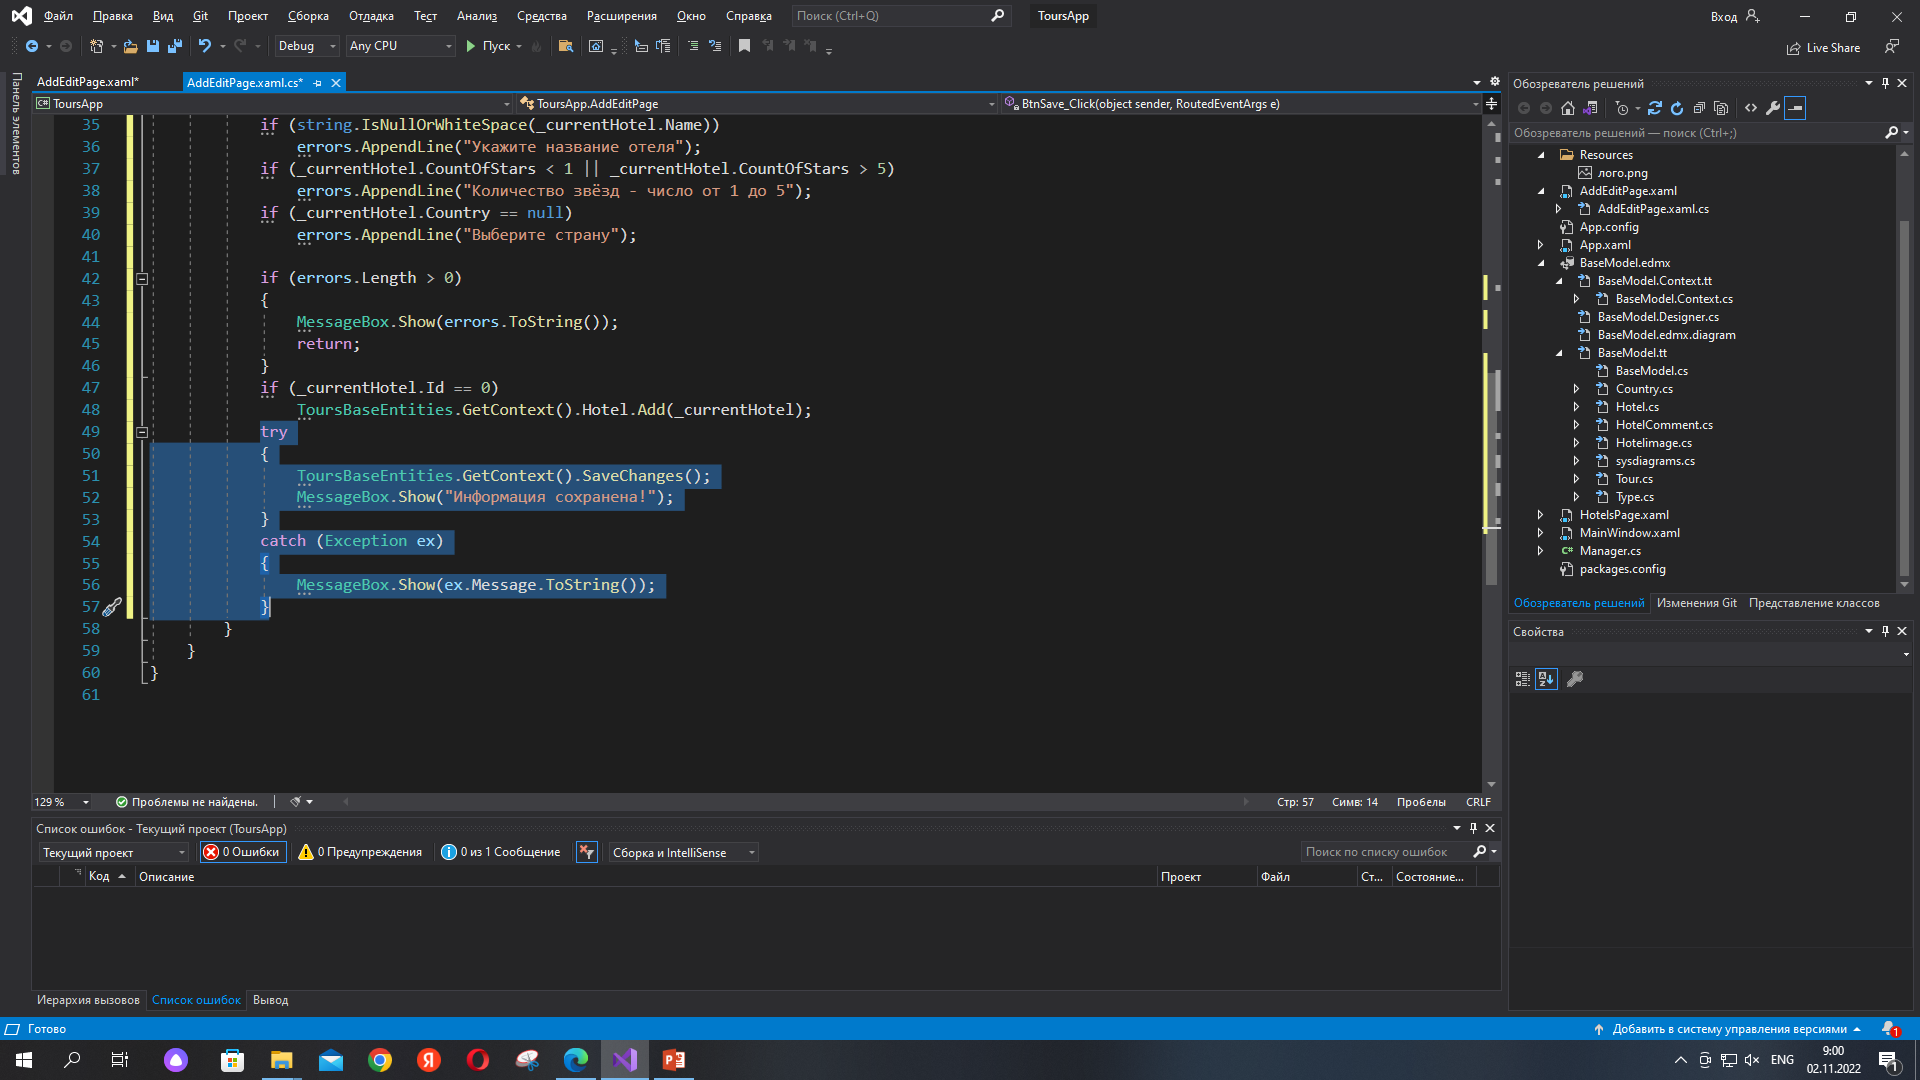 Файл Правка Вид Git Проект Сборка Отладка Тест Анализ Средства Расширения Окно Справка Поиск (Ctrl+Q) ToursApp Вход
Debug Any CPU Пуск Live Share
Панель элементов
AddEditPage.xaml* AddEditPage.xaml.cs*
ToursApp ToursApp.AddEditPage BtnSave_Click(object sender, RoutedEventArgs e)
35 if (string.IsNullOrWhiteSpace(_currentHotel.Name))
36 errors.AppendLine("Укажите название отеля");
37 if (_currentHotel.CountOfStars < 1 || _currentHotel.CountOfStars > 5)
38 errors.AppendLine("Количество звёзд - число от 1 до 5");
39 if (_currentHotel.Country == null)
40 errors.AppendLine("Выберите страну");
41
42 if (errors.Length > 0)
43 {
44 MessageBox.Show(errors.ToString());
45 return;
46 }
47 if (_currentHotel.Id == 0)
48 ToursBaseEntities.GetContext().Hotel.Add(_currentHotel);
49 try
50 {
51 ToursBaseEntities.GetContext().SaveChanges();
52 MessageBox.Show("Информация сохранена!");
53 }
54 catch (Exception ex)
55 {
56 MessageBox.Show(ex.Message.ToString());
57 }
58 }
59 }
60 }
61
129 % Проблемы не найдены. Стр: 57 Симв: 14 Пробелы CRLF
Список ошибок - Текущий проект (ToursApp)
Текущий проект 0 Ошибки 0 Предупреждения 0 из 1 Сообщение Сборка и IntelliSense Поиск по списку ошибок
Код Описание Проект Файл Ст... Состояние...
Иерархия вызовов Список ошибок Вывод
Обозреватель решений
Обозреватель решений — поиск (Ctrl+;)
Resources
лого.png
AddEditPage.xaml
AddEditPage.xaml.cs
App.config
App.xaml
BaseModel.edmx
BaseModel.Context.tt
BaseModel.Context.cs
BaseModel.Designer.cs
BaseModel.edmx.diagram
BaseModel.tt
BaseModel.cs
Country.cs
Hotel.cs
HotelComment.cs
Hotelimage.cs
sysdiagrams.cs
Tour.cs
Type.cs
HotelsPage.xaml
MainWindow.xaml
C# Manager.cs
packages.config
Обозреватель решений Изменения Git Представление классов
Свойства
Готово Добавить в систему управления версиями 1
ENG 9:00
02.11.2022 1